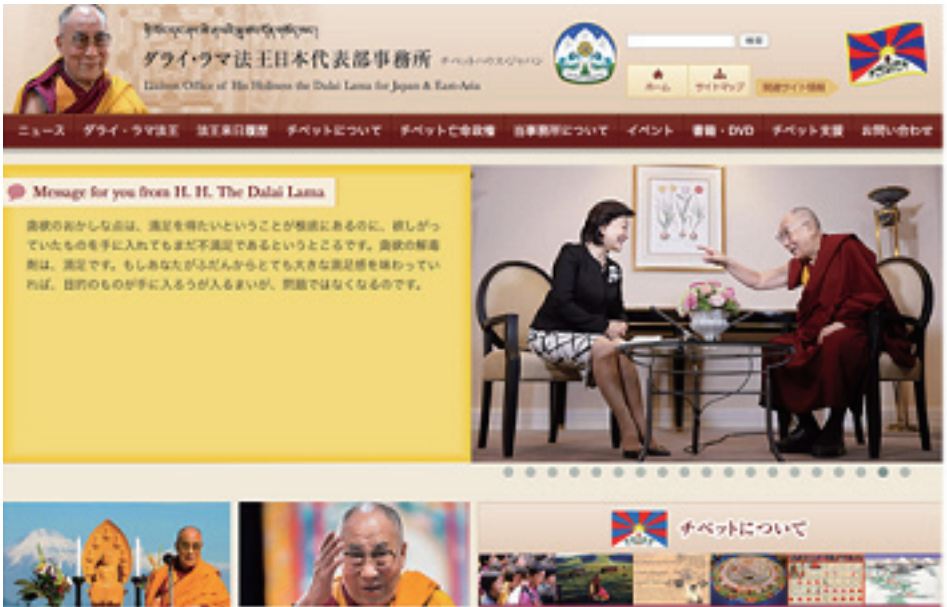 ダライ・ラマ法王日本代表部事務所 チベットハウス・ジャパン
Liaison Office of His Holiness the Dalai Lama for Japan & East-Asia
検索
ホーム
サイトマップ
関連サイト情報
ニュース ダライ・ラマ法王 法王来日履歴 チベットについて チベット亡命政権 当事務所について イベント 書籍・DVD チベット支援 お問い合わせ
Message for you from H. H. The Dalai Lama
貪欲のおかしな点は、満足を得たいということが根底にあるのに、欲しがっ
ていたものを手に入れてもまだ不満足であるというところです。貪欲の解毒
剤は、満足です。もしあなたがふだんからとても大きな満足感を味わってい
れば、目的のものが手に入ろうが入るまいが、問題ではなくなるのです。
チベットについて